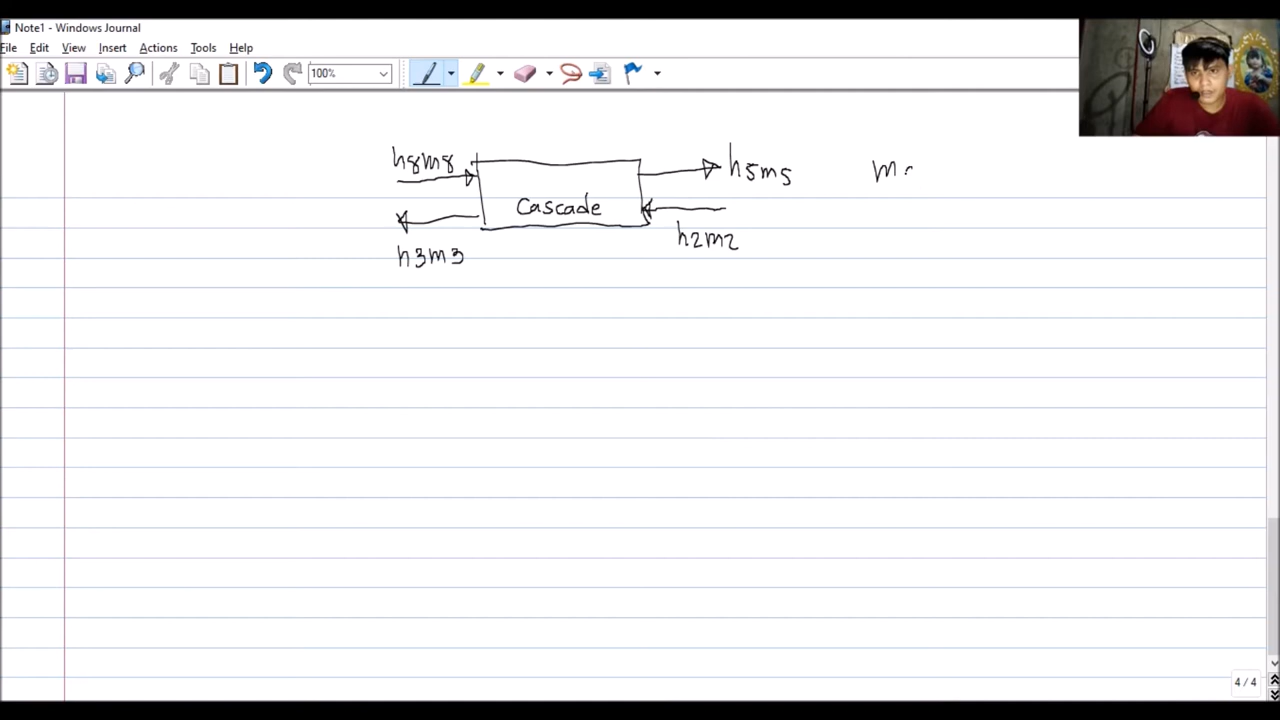 Note1 - Windows Journal
File Edit View Insert Actions Tools Help
100%
h8m8
h5m5
m
Cascade
h2m2
h3m3
4 / 4